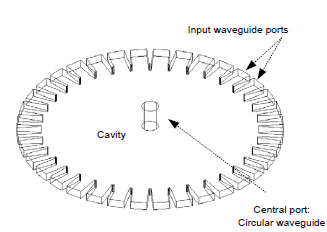 Input waveguide ports
Cavity
Central port:
Circular waveguide